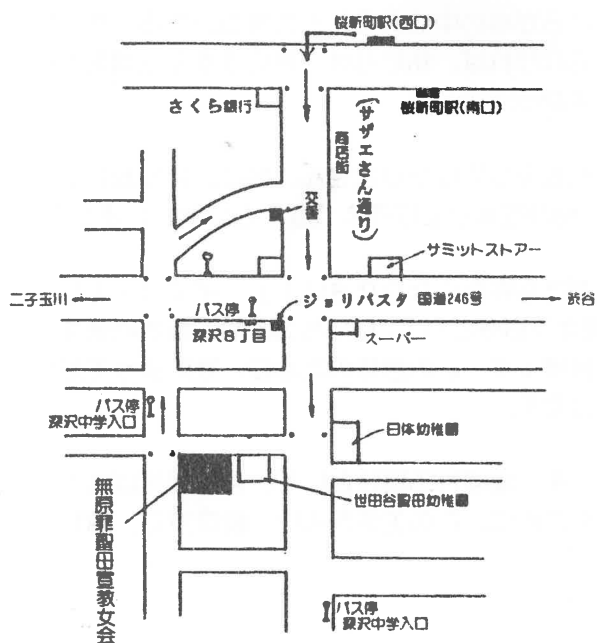 桜新町駅(西口)
さくら銀行
桜新町駅(南口)
商店街
(サザエさん通り)
交番
サミットストアー
二子玉川
バス停
深沢8丁目
ジョリパスタ
国道246号
渋谷
スーパー
バス停
深沢中学入口
日体幼稚園
世田谷聖母幼稚園
無原罪聖母宣教女会
バス停
深沢中学入口